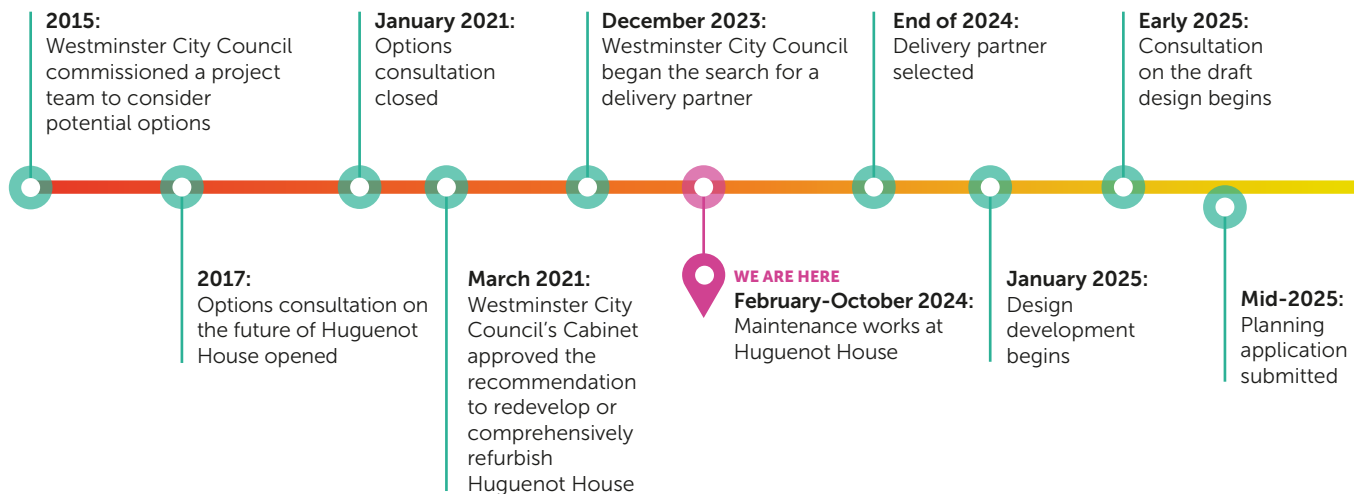 2015:
Westminster City Council
commissioned a project
team to consider
potential options
January 2021:
Options
consultation
closed
December 2023:
Westminster City Council
began the search for a
delivery partner
End of 2024:
Delivery partner
selected
Early 2025:
Consultation
on the draft
design begins
2017:
Options consultation on
the future of Huguenot
House opened
March 2021:
Westminster City
Council’s Cabinet
approved the
recommendation
to redevelop or
comprehensively
refurbish
Huguenot House
WE ARE HERE
February-October 2024:
Maintenance works at
Huguenot House
January 2025:
Design
development
begins
Mid-2025:
Planning
application
submitted